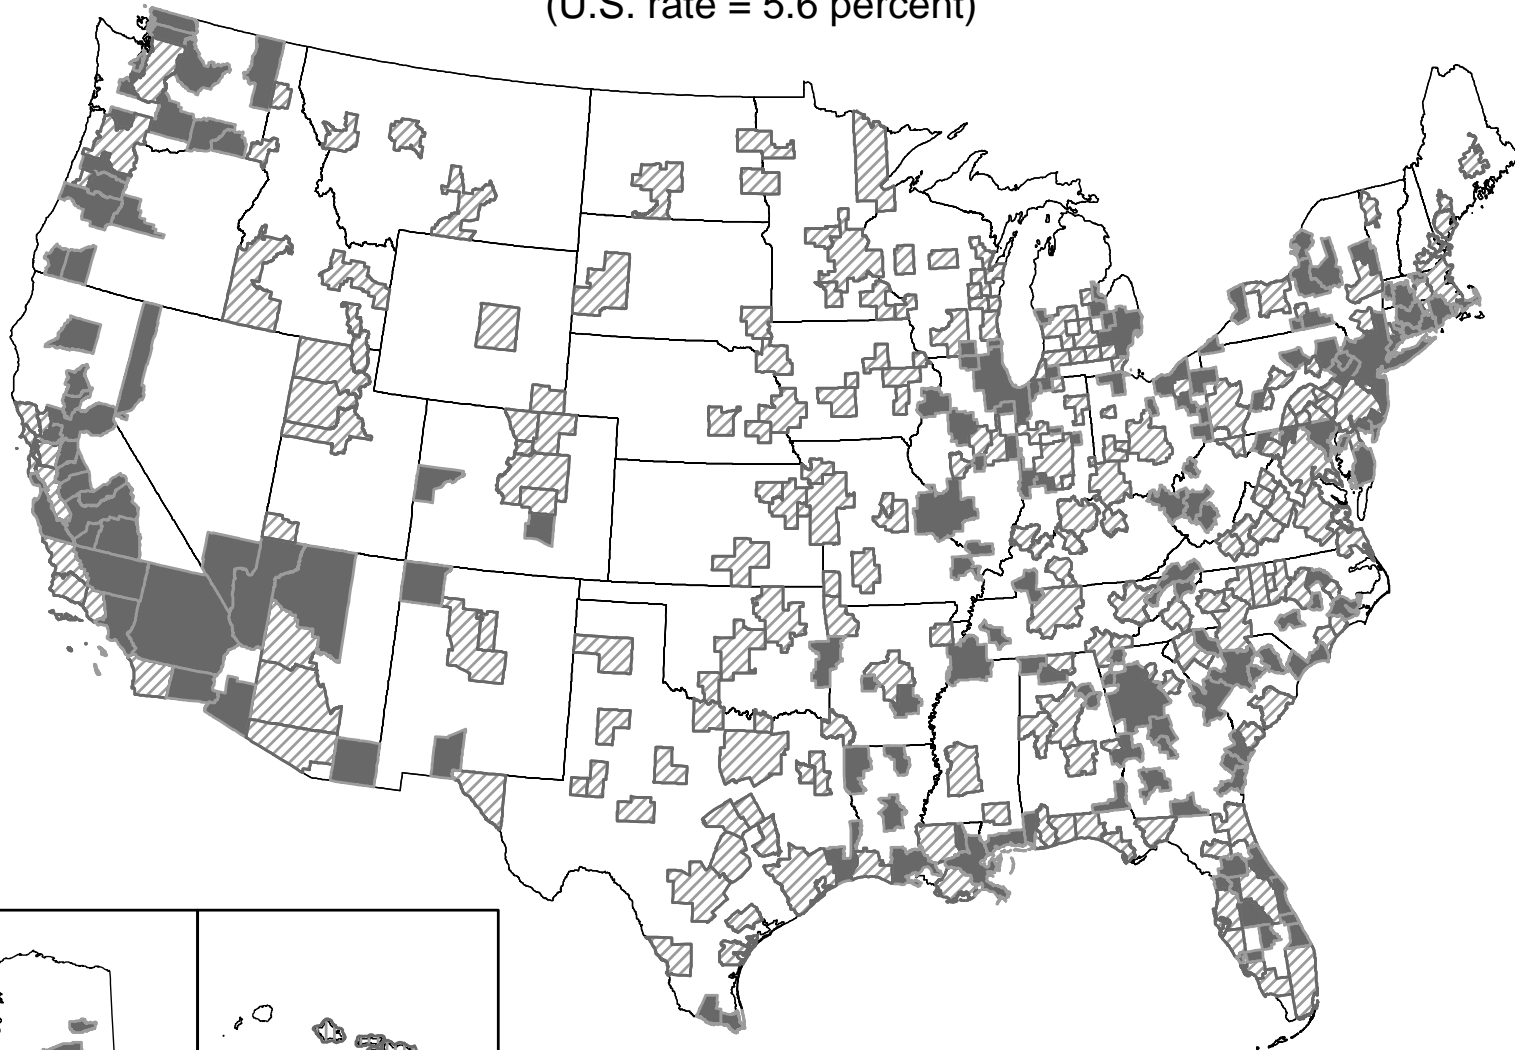 (U.S. rate = 5.6 percent)